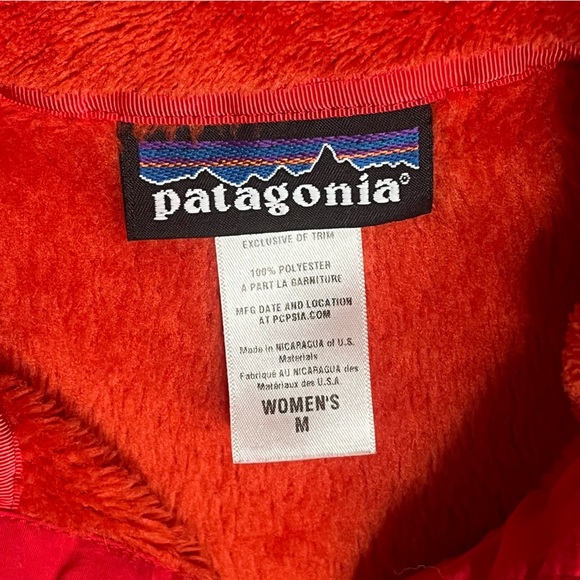 patagonia®
EXCLUSIVE OF TRIM
100% POLYESTER
A PART LA GARNITURE
MFG DATE AND LOCATION
AT PCPSIA.COM
Made in NICARAGUA of U.S.
Materials
Fabriqué AU NICARAGUA des
Matériaux des U.S.A
WOMEN'S
M